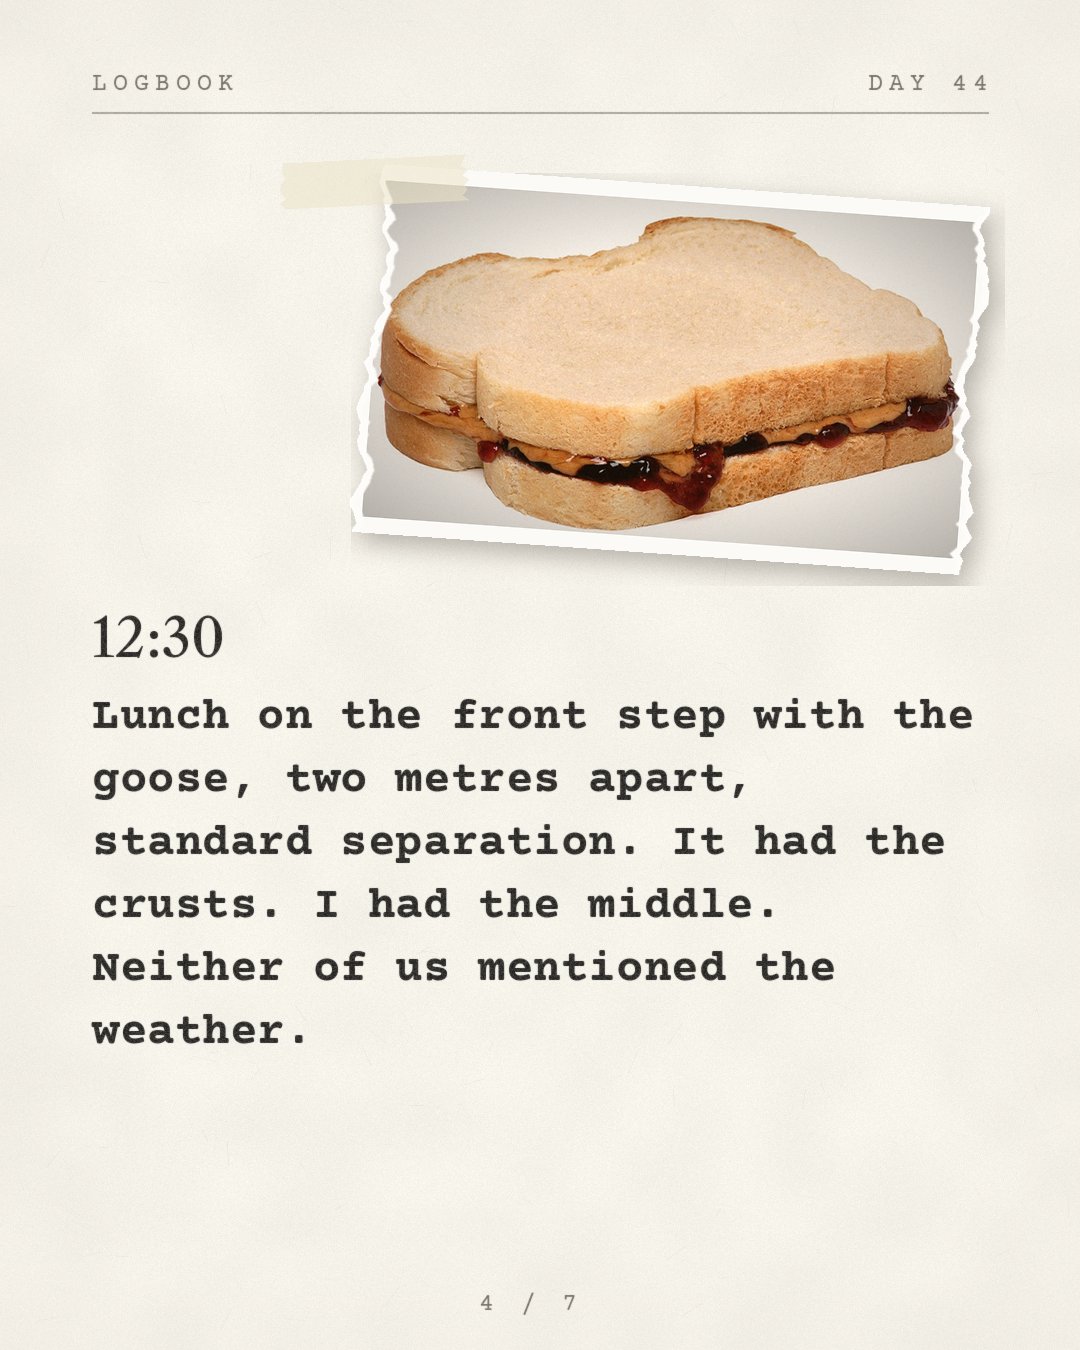 LOGBOOK DAY 44
12:30
Lunch on the front step with the
goose, two metres apart,
standard separation. It had the
crusts. I had the middle.
Neither of us mentioned the
weather.
4 / 7